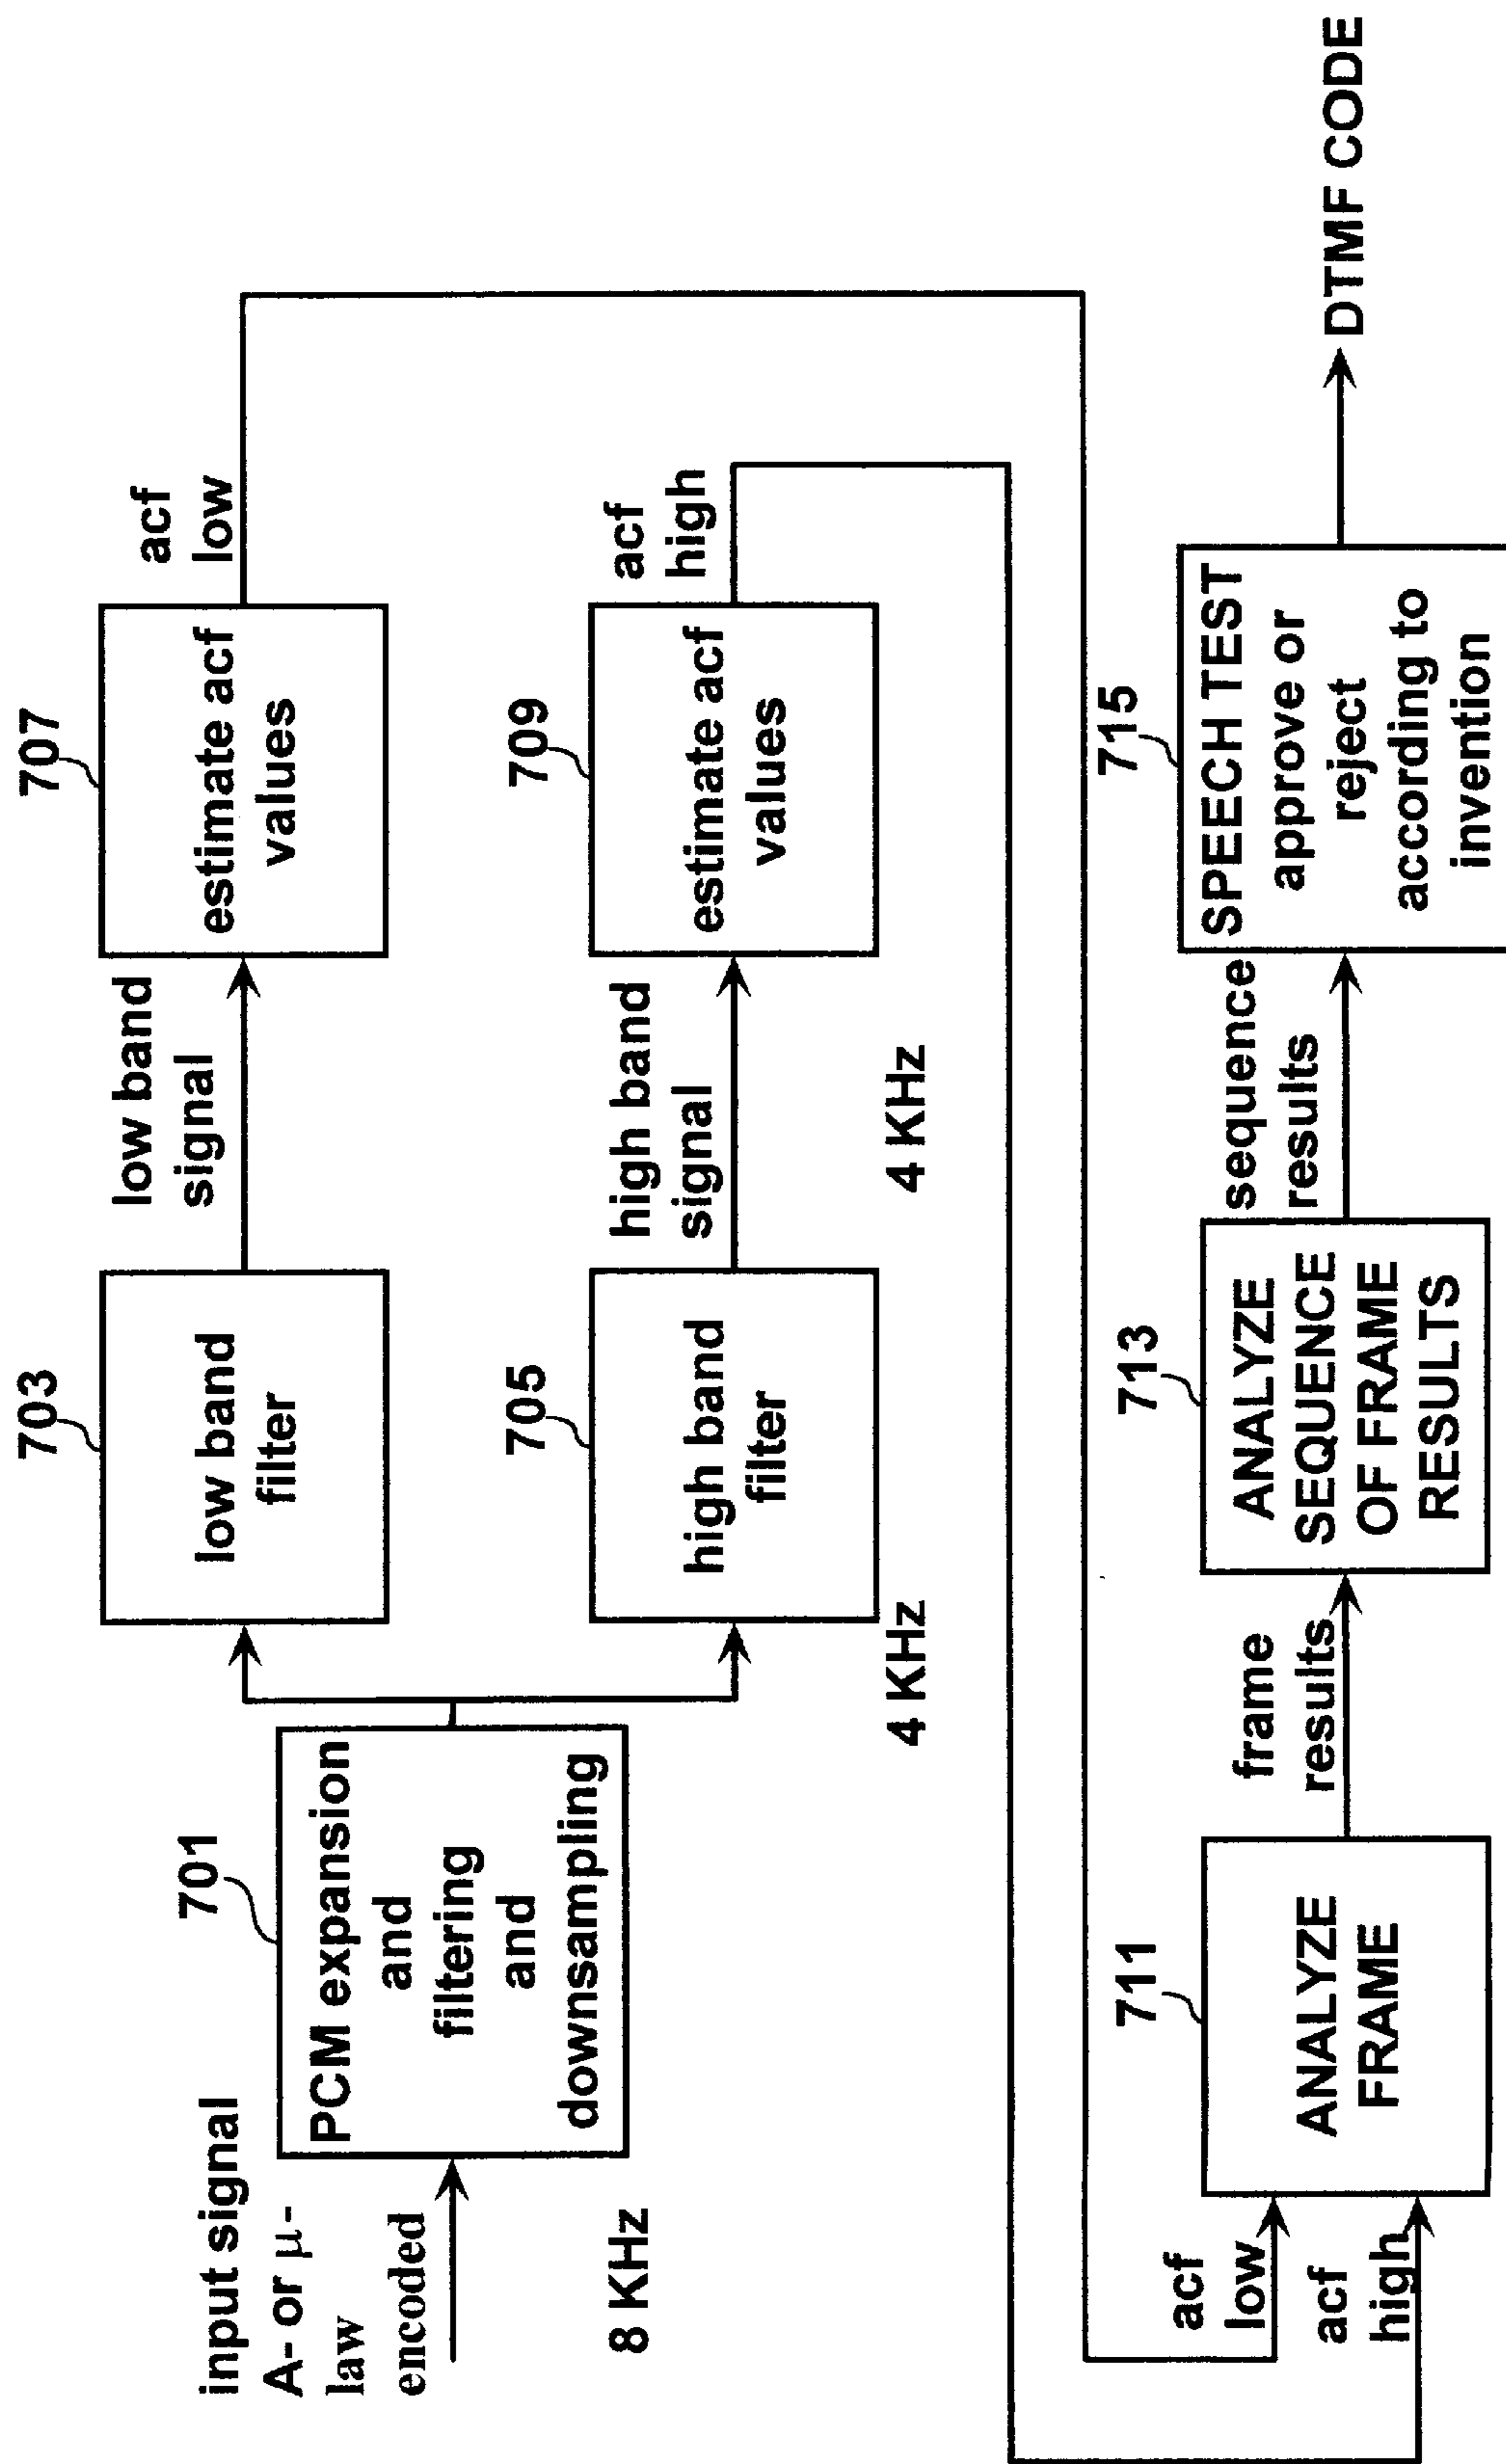 input signal
A- or μ-
law
encoded
8 KHz
701
PCM expansion
and
filtering
and
downsampling
703
low band
filter
low band
signal
707
estimate acf
values
acf
low
705
high band
filter
4 KHz
high band
signal
4 KHz
709
estimate acf
values
acf
high
acf
low
acf
high
711
ANALYZE
FRAME
frame
results
713
ANALYZE
SEQUENCE
OF FRAME
RESULTS
sequence
results
715
SPEECH TEST
approve or
reject
according to
invention
DTMF CODE